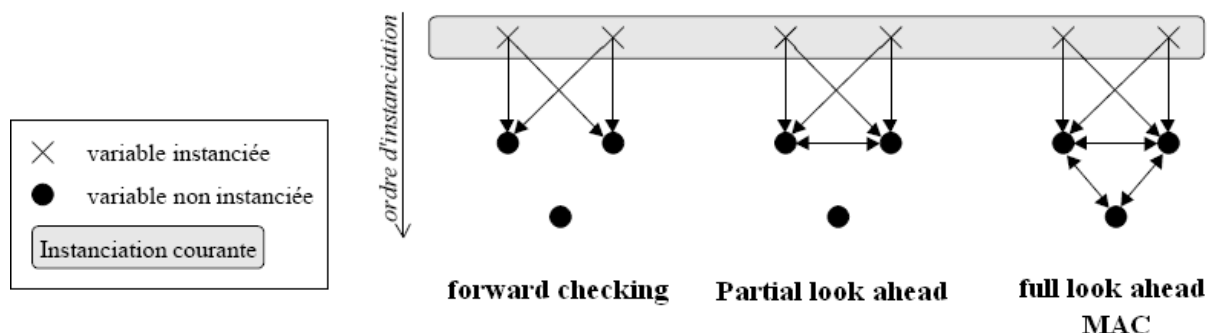 variable instanciée
variable non instanciée
Instanciation courante
ordre d'instanciation
forward checking
Partial look ahead
full look ahead
MAC